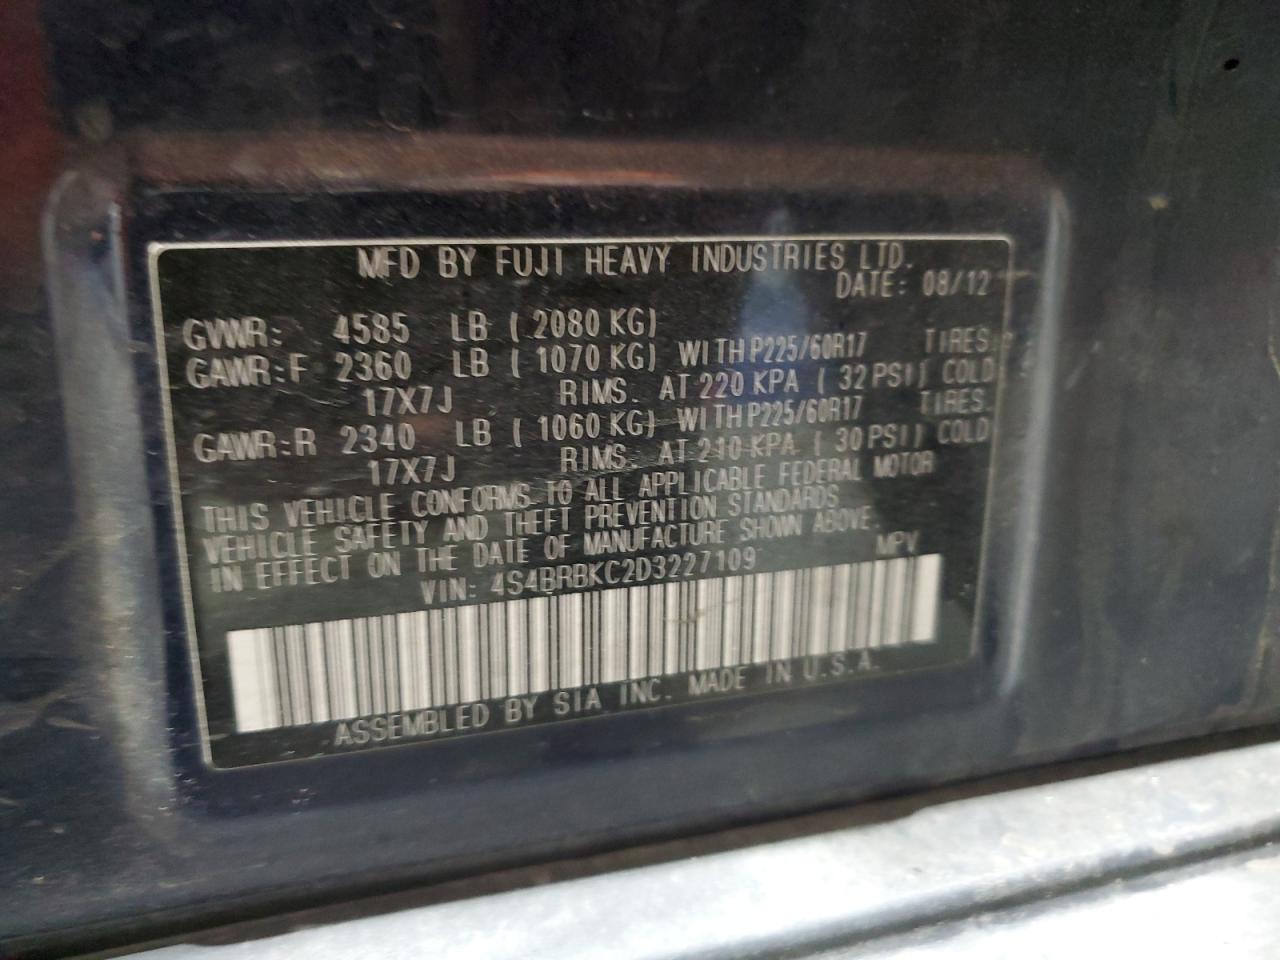 MFD BY FUJI HEAVY INDUSTRIES LTD.
DATE: 08/12
GVWR: 4585 LB ( 2080 KG)
GAWR:F 2360 LB ( 1070 KG) WITH P225/60R17 TIRES
17X7J RIMS. AT 220 KPA ( 32 PSI) COLD
GAWR:R 2340 LB ( 1060 KG) WITH P225/60R17 TIRES
17X7J RIMS. AT 210 KPA ( 30 PSI) COLD
THIS VEHICLE CONFORMS TO ALL APPLICABLE FEDERAL MOTOR
VEHICLE SAFETY AND THEFT PREVENTION STANDARDS
IN EFFECT ON THE DATE OF MANUFACTURE SHOWN ABOVE.
VIN: 4S4BRBKC2D3227109 MPV
ASSEMBLED BY SIA INC. MADE IN U.S.A.